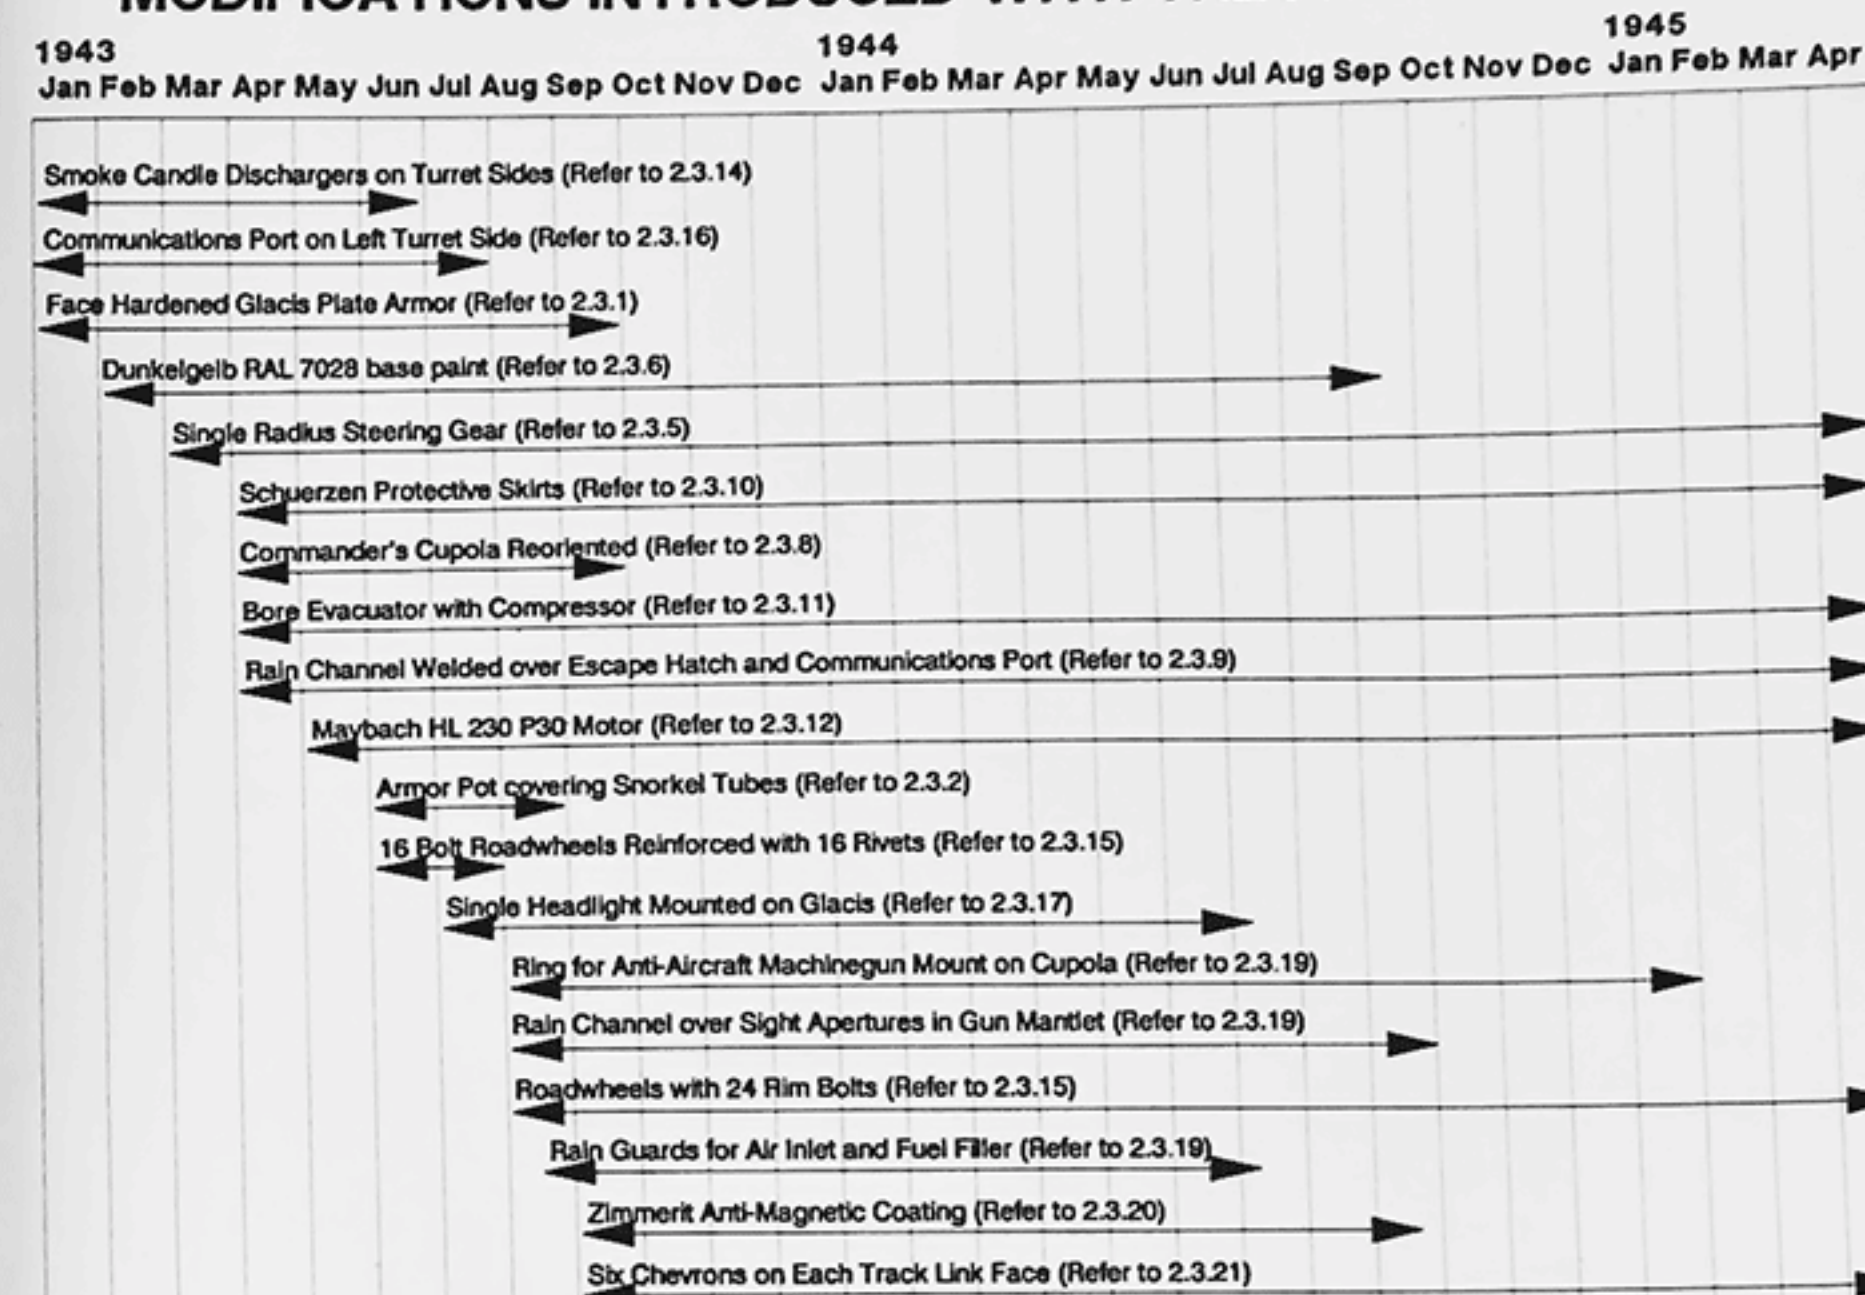 MODIFICATIONS INTRODUCED
1943 1944 1945
Jan Feb Mar Apr May Jun Jul Aug Sep Oct Nov Dec Jan Feb Mar Apr May Jun Jul Aug Sep Oct Nov Dec Jan Feb Mar Apr
Smoke Candle Dischargers on Turret Sides (Refer to 2.3.14)
Communications Port on Left Turret Side (Refer to 2.3.16)
Face Hardened Glacis Plate Armor (Refer to 2.3.1)
Dunkelgelb RAL 7028 base paint (Refer to 2.3.6)
Single Radius Steering Gear (Refer to 2.3.5)
Schuerzen Protective Skirts (Refer to 2.3.10)
Commander's Cupola Reoriented (Refer to 2.3.8)
Bore Evacuator with Compressor (Refer to 2.3.11)
Rain Channel Welded over Escape Hatch and Communications Port (Refer to 2.3.9)
Maybach HL 230 P30 Motor (Refer to 2.3.12)
Armor Pot covering Snorkel Tubes (Refer to 2.3.2)
16 Bolt Roadwheels Reinforced with 16 Rivets (Refer to 2.3.15)
Single Headlight Mounted on Glacis (Refer to 2.3.17)
Ring for Anti-Aircraft Machinegun Mount on Cupola (Refer to 2.3.19)
Rain Channel over Sight Apertures in Gun Mantlet (Refer to 2.3.19)
Roadwheels with 24 Rim Bolts (Refer to 2.3.15)
Rain Guards for Air Inlet and Fuel Filler (Refer to 2.3.19)
Zimmerit Anti-Magnetic Coating (Refer to 2.3.20)
Six Chevrons on Each Track Link Face (Refer to 2.3.21)